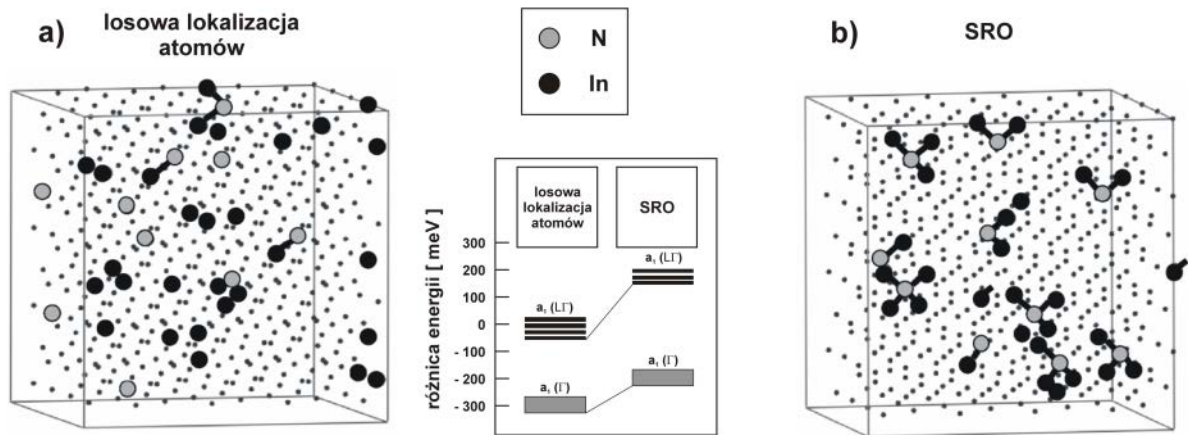 a)
losowa lokalizacja
atomów
N
In
b)
SRO
losowa
lokalizacja
atomów
SRO
różnica energii [ meV ]
300
200
100
0
- 100
- 200
- 300
a₁ (LΓ)
a₁ (LΓ)
a₁ (Γ)
a₁ (Γ)